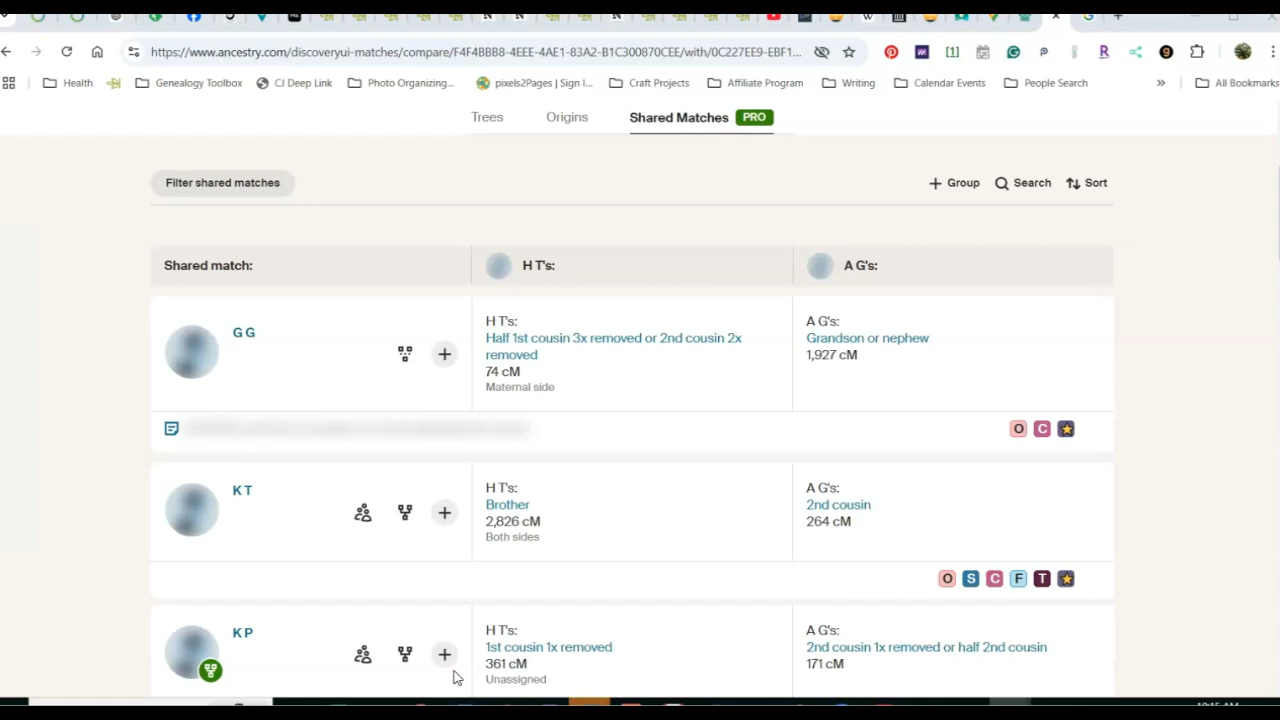 https://www.ancestry.com/discoveryui-matches/compare/F4F4BBB8-4EEE-4AE1-83A2-B1C300870CEE/with/0C227EE9-EBF1...
Health
Genealogy Toolbox
CJ Deep Link
Photo Organizing...
pixels2Pages | Sign I...
Craft Projects
Affiliate Program
Writing
Calendar Events
People Search
»
All Bookmarks
Trees
Origins
Shared Matches PRO
Filter shared matches
+ Group
Search
Sort
Shared match:
H T's:
A G's:
G G
H T's:
Half 1st cousin 3x removed or 2nd cousin 2x
removed
74 cM
Maternal side
A G's:
Grandson or nephew
1,927 cM
O C
K T
H T's:
Brother
2,826 cM
Both sides
A G's:
2nd cousin
264 cM
O S C F T
K P
H T's:
1st cousin 1x removed
361 cM
Unassigned
A G's:
2nd cousin 1x removed or half 2nd cousin
171 cM